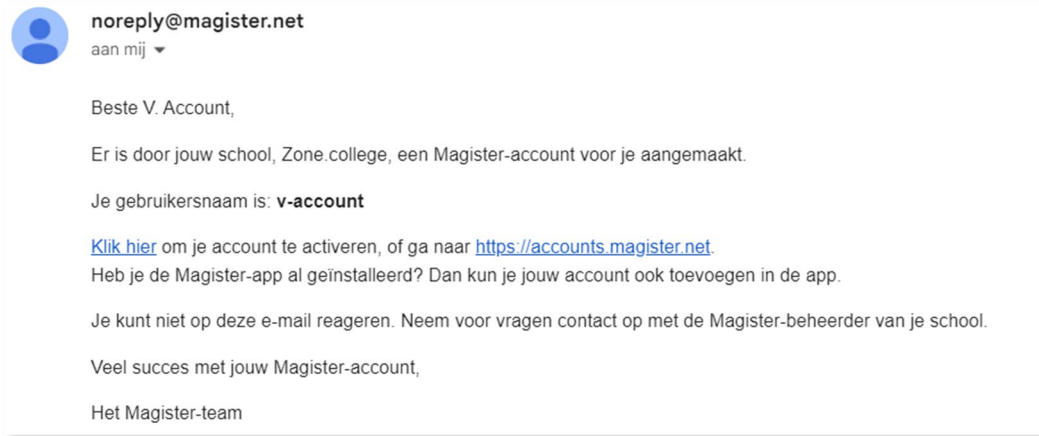 noreply@magister.net
aan mij
Beste V. Account,
Er is door jouw school, Zone.college, een Magister-account voor je aangemaakt.
Je gebruikersnaam is: v-account
Klik hier om je account te activeren, of ga naar https://accounts.magister.net.
Heb je de Magister-app al geïnstalleerd? Dan kun je jouw account ook toevoegen in de app.
Je kunt niet op deze e-mail reageren. Neem voor vragen contact op met de Magister-beheerder van je school.
Veel succes met jouw Magister-account,
Het Magister-team